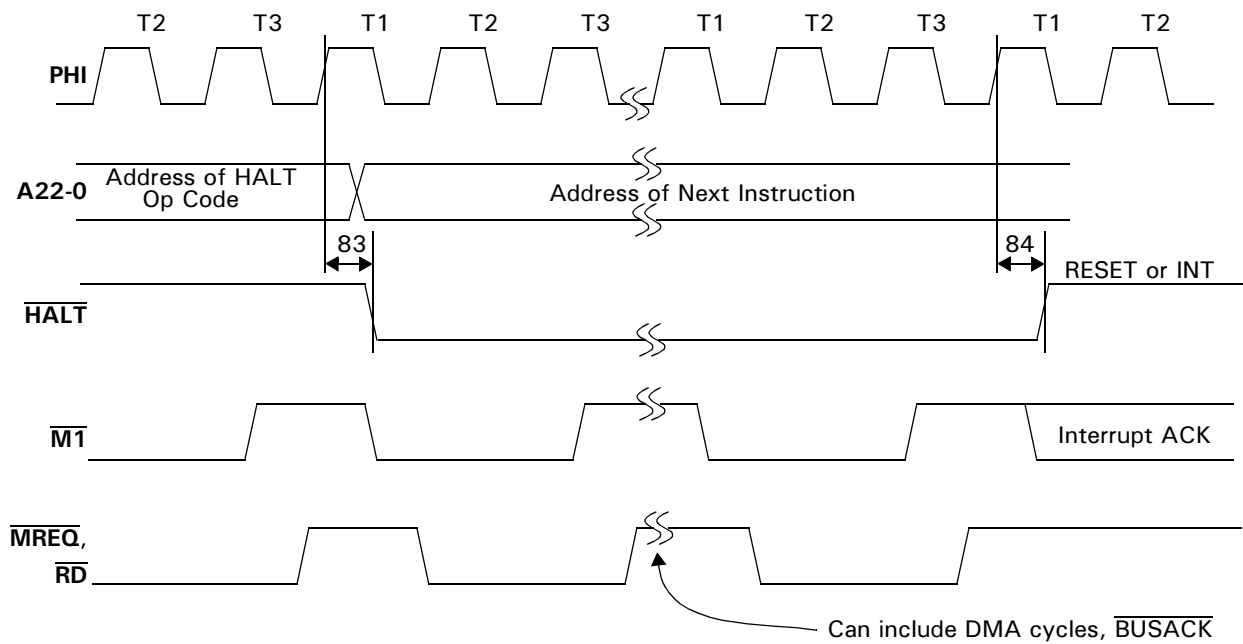 T2 T3 T1 T2 T3 T1 T2 T3 T1 T2
PHI
A22-0
Address of HALT
Op Code
Address of Next Instruction
83
84
RESET or INT
HALT
M1
Interrupt ACK
MREQ,
RD
Can include DMA cycles, BUSACK